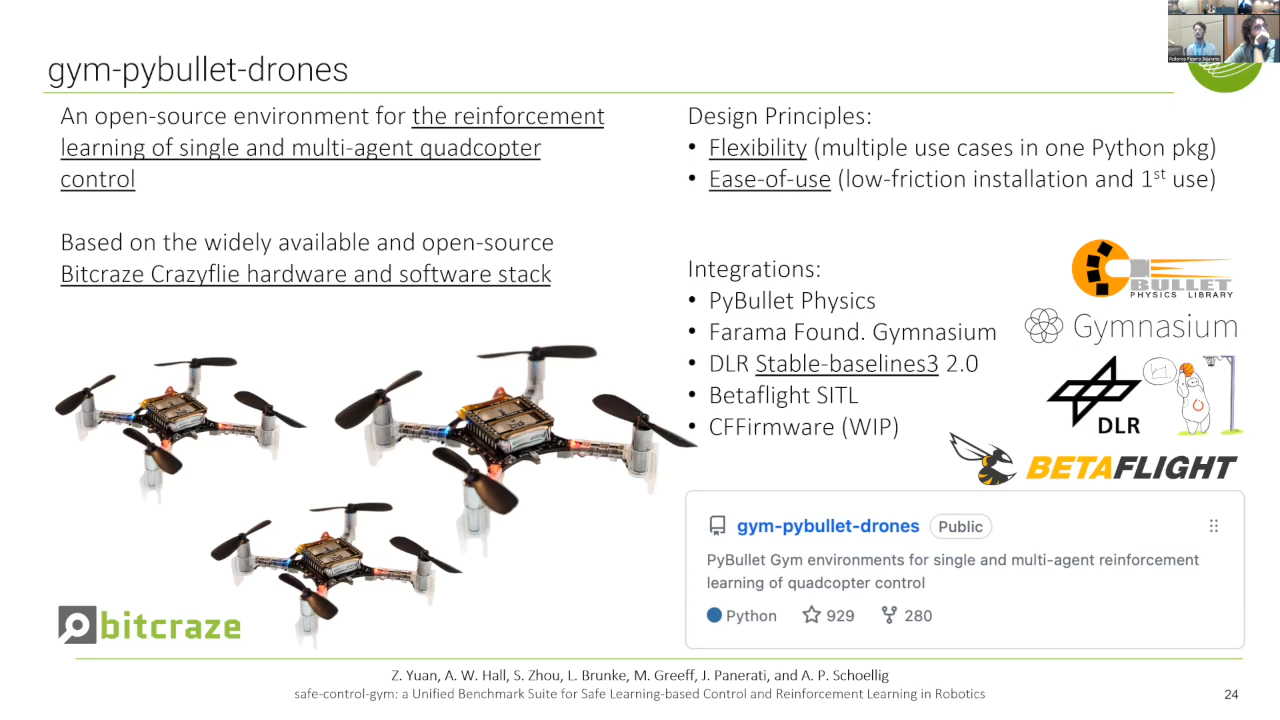 gym-pybullet-drones
An open-source environment for the reinforcement
learning of single and multi-agent quadcopter
control
Based on the widely available and open-source
Bitcraze Crazyflie hardware and software stack
bitcraze
Design Principles:
• Flexibility (multiple use cases in one Python pkg)
• Ease-of-use (low-friction installation and 1st use)
Integrations:
• PyBullet Physics
• Farama Found. Gymnasium
• DLR Stable-baselines3 2.0
• Betaflight SITL
• CFFirmware (WIP)
BULLET
PHYSICS LIBRARY
Gymnasium
DLR
BETAFLIGHT
gym-pybullet-drones Public
PyBullet Gym environments for single and multi-agent reinforcement
learning of quadcopter control
Python 929 280
Z. Yuan, A. W. Hall, S. Zhou, L. Brunke, M. Greeff, J. Panerati, and A. P. Schoellig
safe-control-gym: a Unified Benchmark Suite for Safe Learning-based Control and Reinforcement Learning in Robotics
24